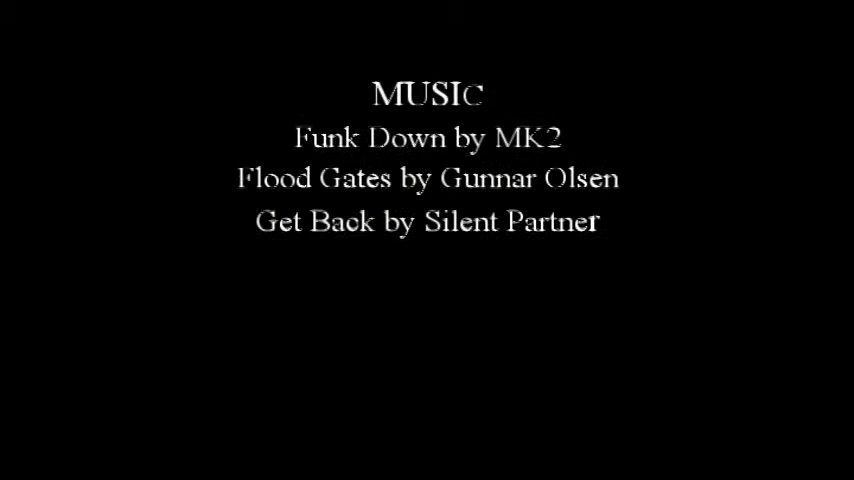 MUSIC
Funk Down by MK2
Flood Gates by Gunnar Olsen
Get Back by Silent Partner